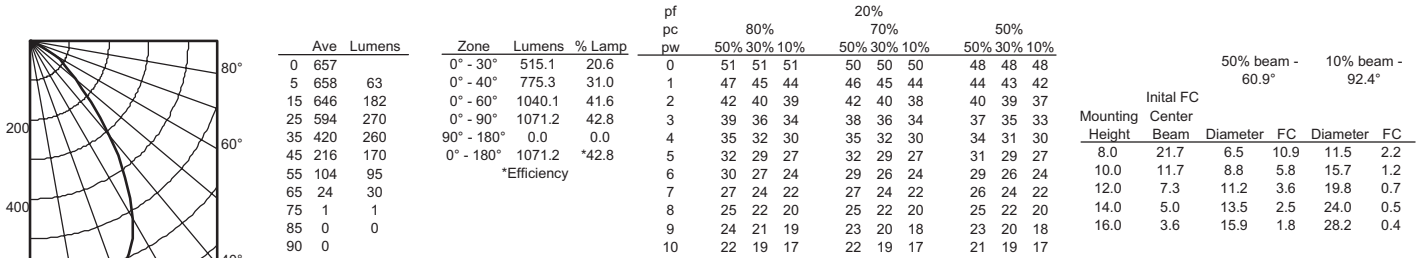 80°
60°
40°
200
400
Ave Lumens
0 657
5 658 63
15 646 182
25 594 270
35 420 260
45 216 170
55 104 95
65 24 30
75 1 1
85 0 0
90 0
Zone Lumens % Lamp
0° - 30° 515.1 20.6
0° - 40° 775.3 31.0
0° - 60° 1040.1 41.6
0° - 90° 1071.2 42.8
90° - 180° 0.0 0.0
0° - 180° 1071.2 *42.8
*Efficiency
pf 20%
pc 80% 70% 50%
pw 50% 30% 10% 50% 30% 10% 50% 30% 10%
0 51 51 51 50 50 50 48 48 48
1 47 45 44 46 45 44 44 43 42
2 42 40 39 42 40 38 40 39 37
3 39 36 34 38 36 34 37 35 33
4 35 32 30 35 32 30 34 31 30
5 32 29 27 32 29 27 31 29 27
6 30 27 24 29 26 24 29 26 24
7 27 24 22 27 24 22 26 24 22
8 25 22 20 25 22 20 25 22 20
9 24 21 19 23 20 18 23 20 18
10 22 19 17 22 19 17 21 19 17
50% beam - 10% beam -
60.9° 92.4°
Inital FC
Mounting Center
Height Beam Diameter FC Diameter FC
8.0 21.7 6.5 10.9 11.5 2.2
10.0 11.7 8.8 5.8 15.7 1.2
12.0 7.3 11.2 3.6 19.8 0.7
14.0 5.0 13.5 2.5 24.0 0.5
16.0 3.6 15.9 1.8 28.2 0.4